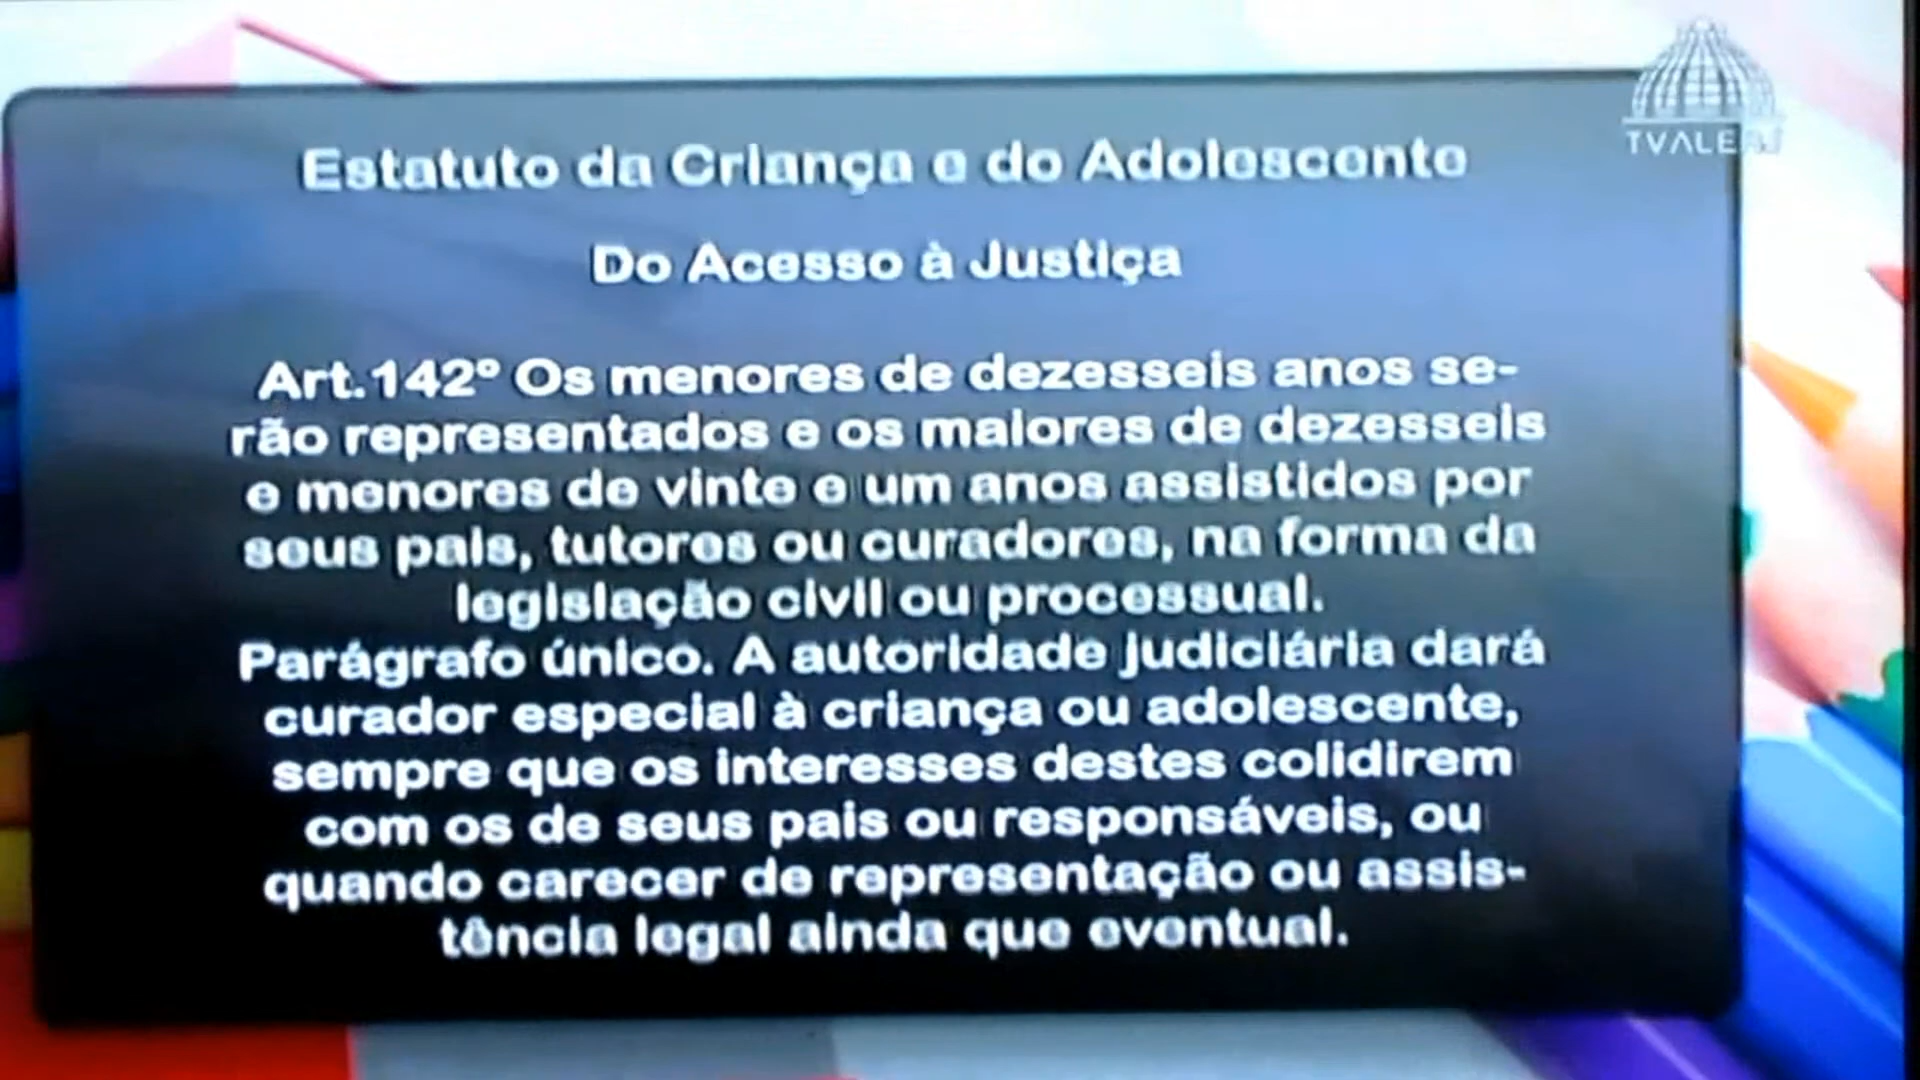 TVALERJ
Estatuto da Criança e do Adolescente
Do Acesso à Justiça
Art.142º Os menores de dezesseis anos se-
rão representados e os maiores de dezesseis
e menores de vinte e um anos assistidos por
seus pais, tutores ou curadores, na forma da
legislação civil ou processual.
Parágrafo único. A autoridade judiciária dará
curador especial à criança ou adolescente,
sempre que os interesses destes colidirem
com os de seus pais ou responsáveis, ou
quando carecer de representação ou assis-
tência legal ainda que eventual.